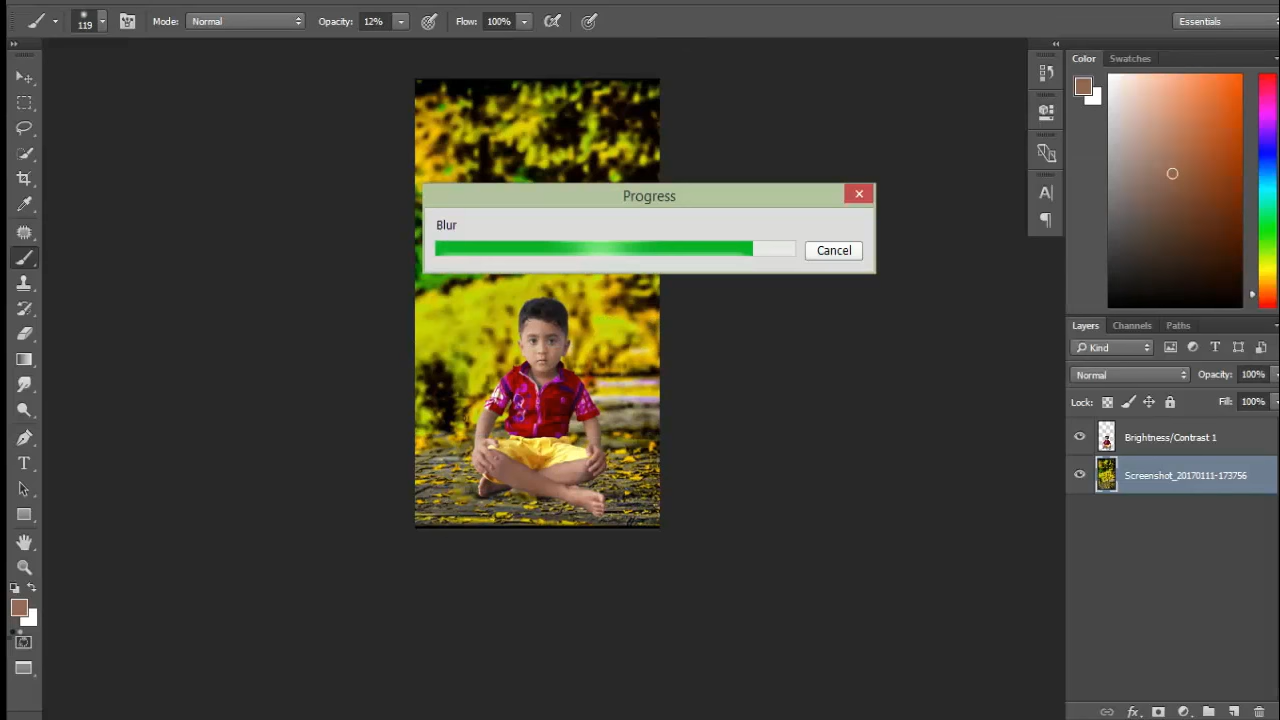 119 Mode: Normal Opacity: 12% Flow: 100% Essentials
Color Swatches
Progress
Blur
Cancel
A
¶
Layers Channels Paths
Kind T
Normal Opacity: 100%
Lock: Fill: 100%
Brightness/Contrast 1
Screenshot_20170111-173756
T
fx